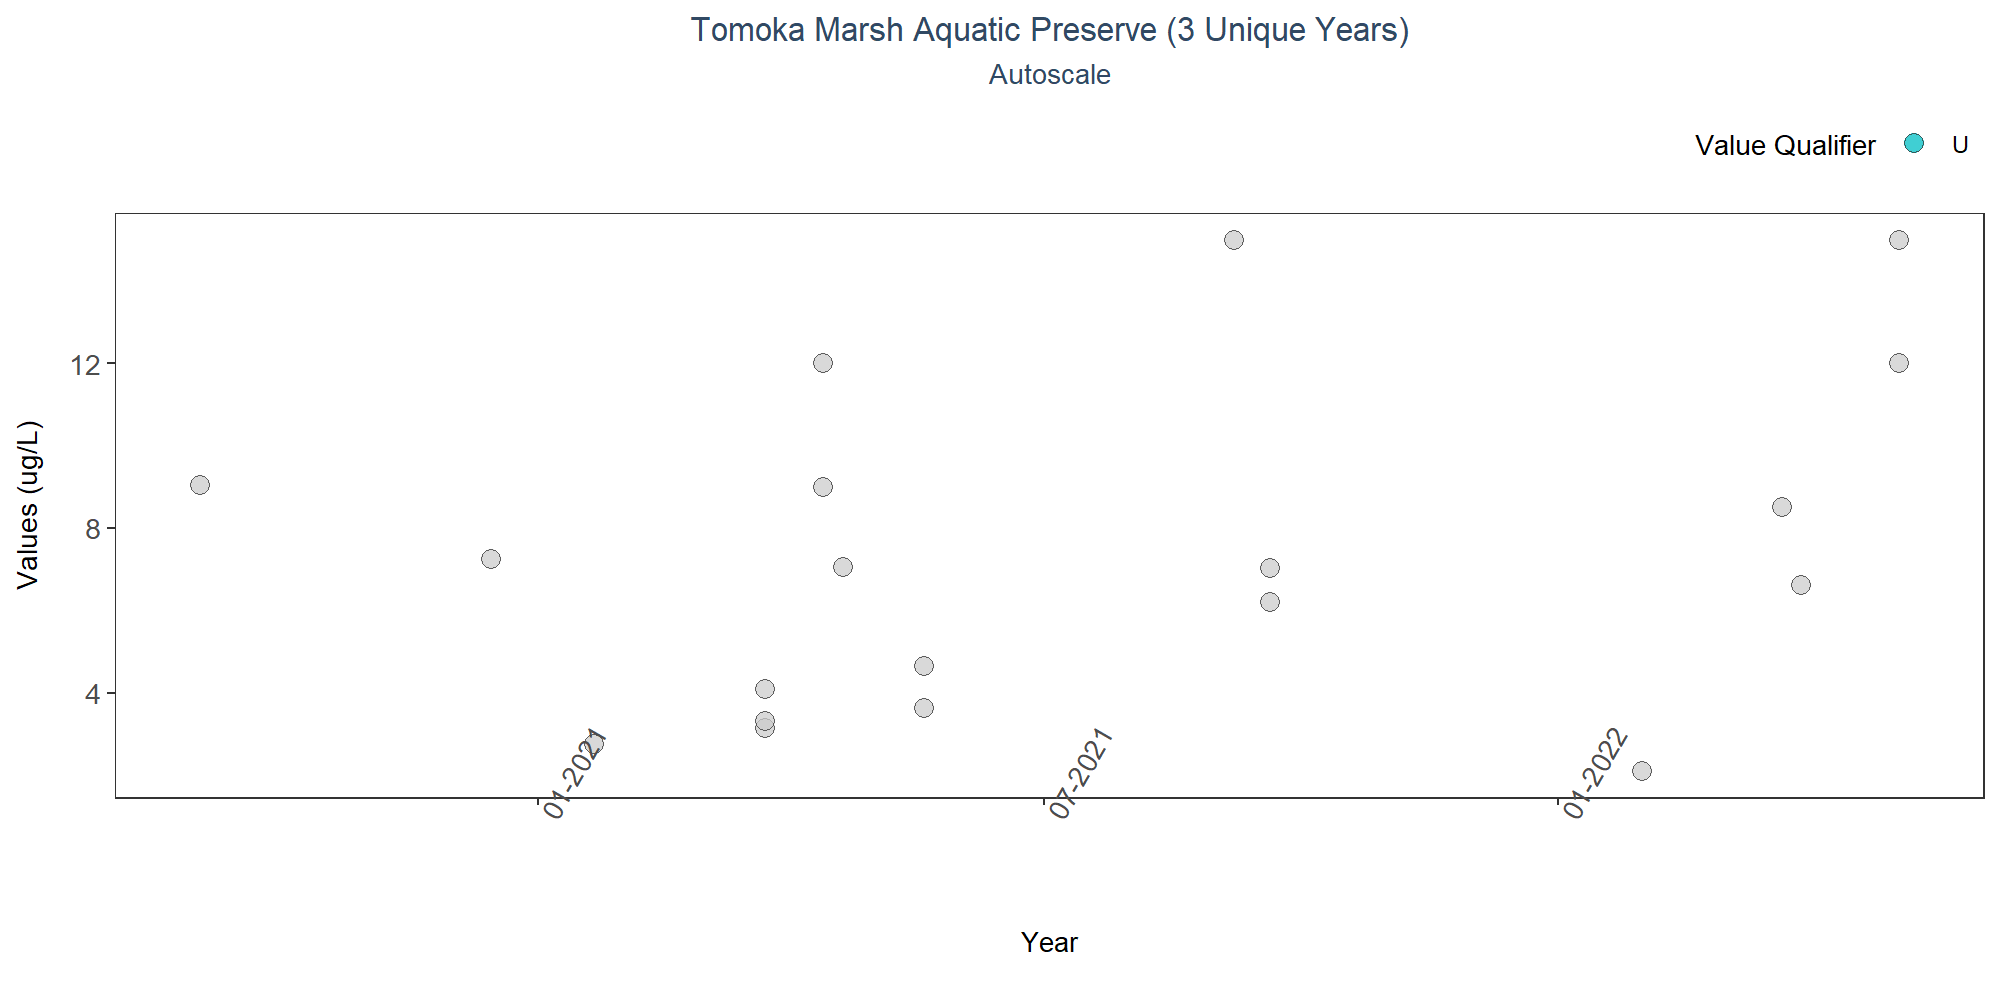 Tomoka Marsh Aquatic Preserve (3 Unique Years)
Autoscale
Value Qualifier U
Values (ug/L)
12
8
4
01-2021 07-2021 01-2022
Year